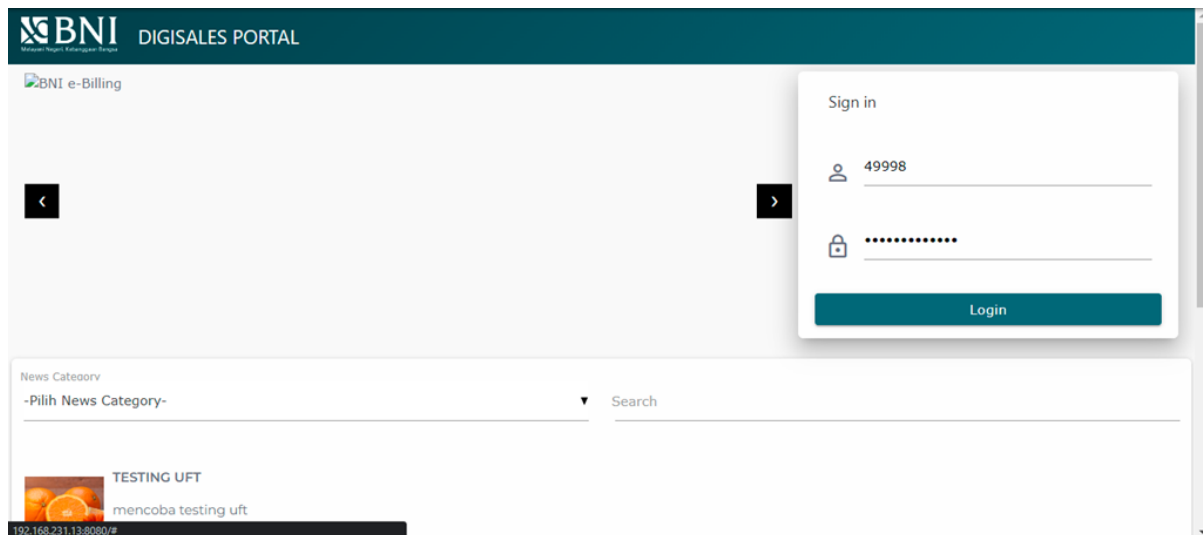 BNI
Melayani Negeri, Kebanggaan Bangsa
DIGISALES PORTAL
BNI e-Billing
Sign in
49998
•••••••••••••
Login
News Category
-Pilih News Category-
Search
TESTING UFT
mencoba testing uft
192.168.231.13:8080/#